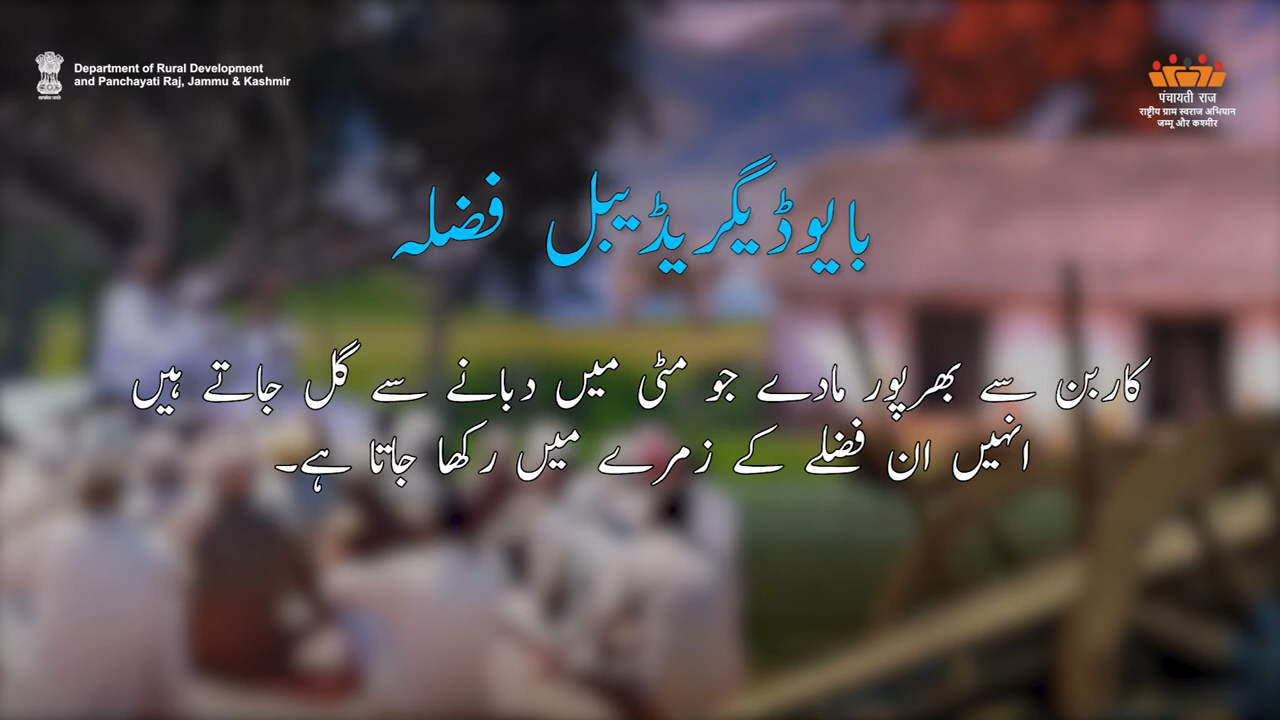 Department of Rural Development
and Panchayati Raj, Jammu & Kashmir
पंचायती राज
राष्ट्रीय ग्राम स्वराज अभियान
जम्मू और कश्मीर
بایوڈیگریڈیبل فضلہ
کاربن سے بھرپور مادے جو مٹی میں دبانے سے گل جاتے ہیں
انہیں ان فضلے کے زمرے میں رکھا جاتا ہے۔